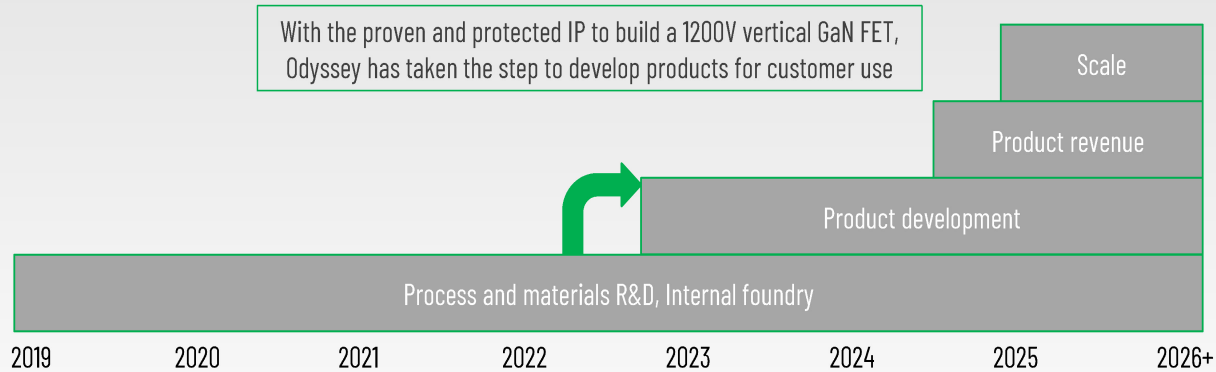 With the proven and protected IP to build a 1200V vertical GaN FET,
Odyssey has taken the step to develop products for customer use
Scale
Product revenue
Product development
Process and materials R&D, Internal foundry
2019 2020 2021 2022 2023 2024 2025 2026+